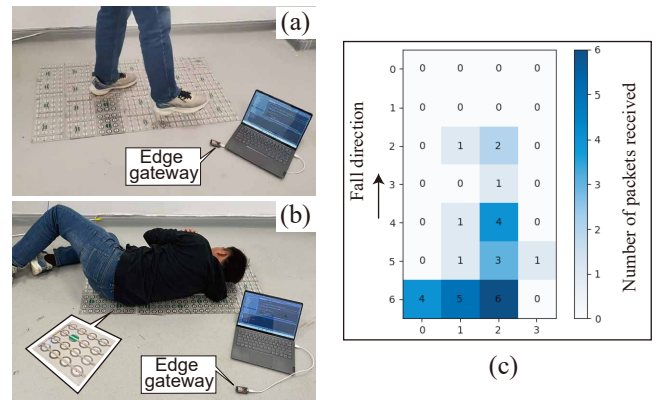 (a)
Edge
gateway
(b)
Edge
gateway
Fall direction
0 0 0 0 0
1 0 0 0 0
2 0 1 2 0
3 0 0 1 0
4 0 1 4 0
5 0 1 3 1
6 4 5 6 0
0 1 2 3
6
5
4
3
2
1
0
Number of packets received
(c)